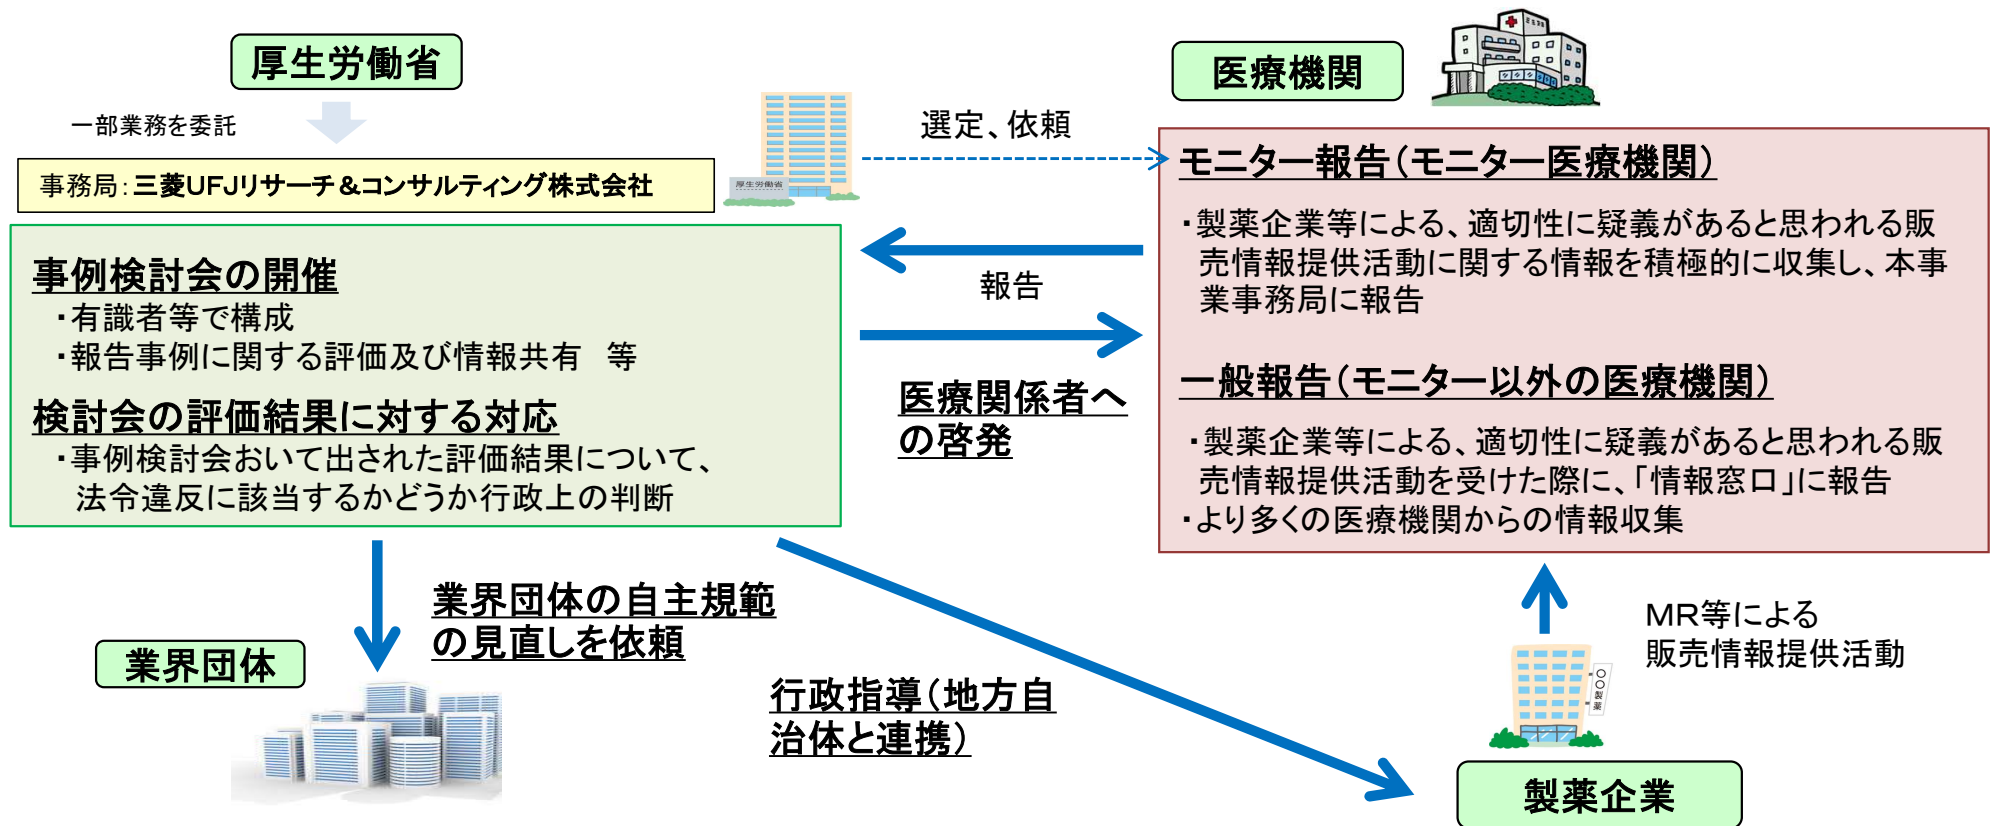 厚生労働省
一部業務を委託
事務局：三菱UFJリサーチ＆コンサルティング株式会社
厚生労働省
選定、依頼
医療機関
事例検討会の開催
・有識者等で構成
・報告事例に関する評価及び情報共有　等
検討会の評価結果に対する対応
・事例検討会おいて出された評価結果について、
法令違反に該当するかどうか行政上の判断
報告
医療関係者へ
の啓発
モニター報告（モニター医療機関）
・製薬企業等による、適切性に疑義があると思われる販
売情報提供活動に関する情報を積極的に収集し、本事
業事務局に報告
一般報告（モニター以外の医療機関）
・製薬企業等による、適切性に疑義があると思われる販
売情報提供活動を受けた際に、「情報窓口」に報告
・より多くの医療機関からの情報収集
業界団体の自主規範
の見直しを依頼
業界団体
行政指導（地方自
治体と連携）
MR等による
販売情報提供活動
〇〇製薬
製薬企業